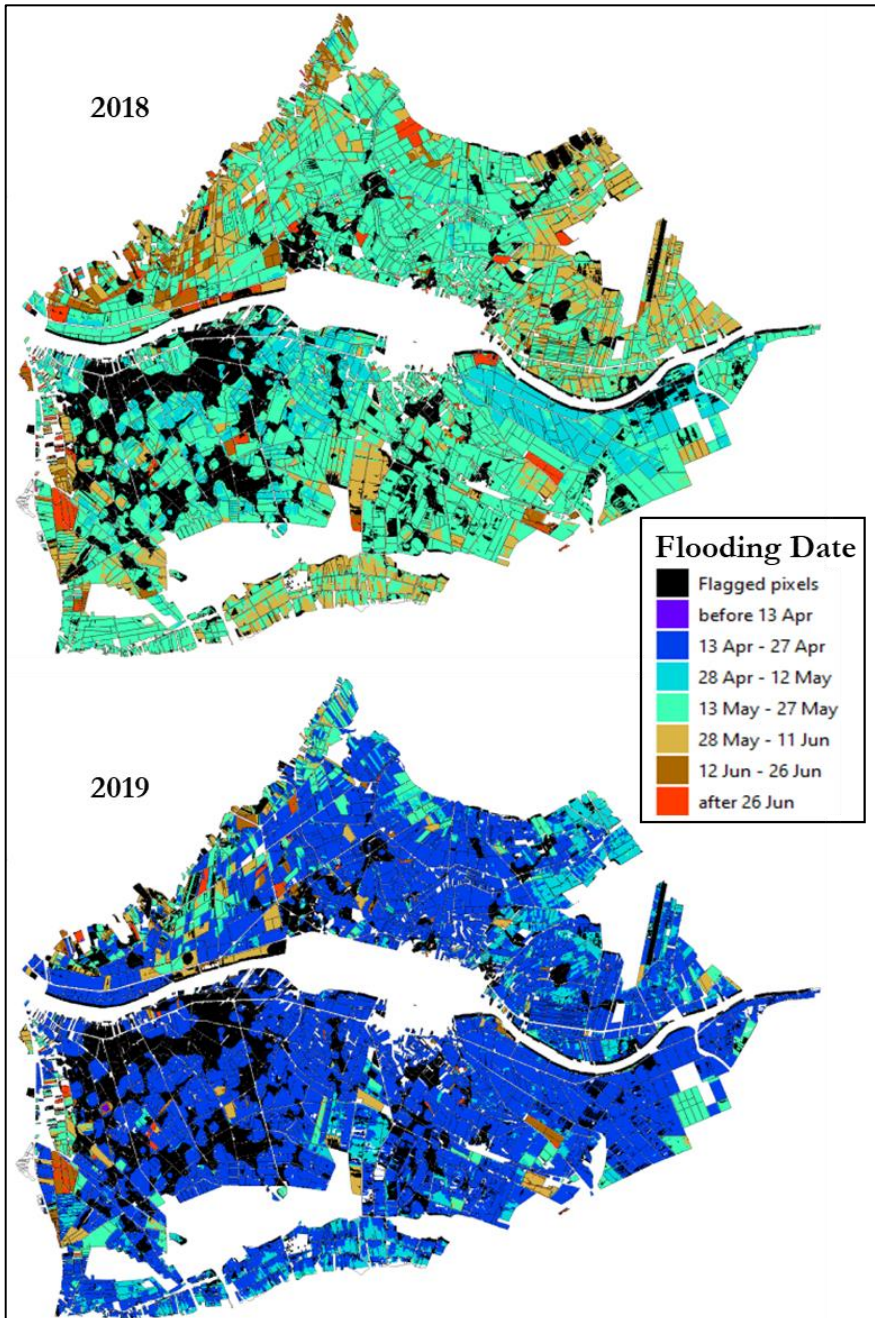 2018
Flooding Date
Flagged pixels
before 13 Apr
13 Apr - 27 Apr
28 Apr - 12 May
13 May - 27 May
28 May - 11 Jun
12 Jun - 26 Jun
after 26 Jun
2019